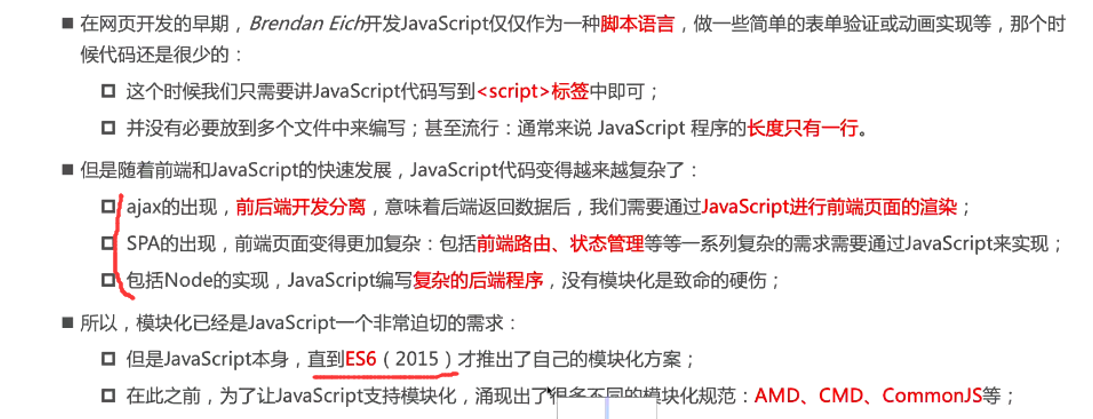 在网页开发的早期，Brendan Eich开发JavaScript仅仅作为一种脚本语言，做一些简单的表单验证或动画实现等，那个时
候代码还是很少的：
这个时候我们只需要讲JavaScript代码写到<script>标签中即可；
并没有必要放到多个文件中来编写；甚至流行：通常来说 JavaScript 程序的长度只有一行。
但是随着前端和JavaScript的快速发展，JavaScript代码变得越来越复杂了：
ajax的出现，前后端开发分离，意味着后端返回数据后，我们需要通过JavaScript进行前端页面的渲染；
SPA的出现，前端页面变得更加复杂：包括前端路由、状态管理等等一系列复杂的需求需要通过JavaScript来实现；
包括Node的实现，JavaScript编写复杂的后端程序，没有模块化是致命的硬伤；
所以，模块化已经是JavaScript一个非常迫切的需求：
但是JavaScript本身，直到ES6（2015）才推出了自己的模块化方案；
在此之前，为了让JavaScript支持模块化，涌现出了很多不同的模块化规范：AMD、CMD、CommonJS等；